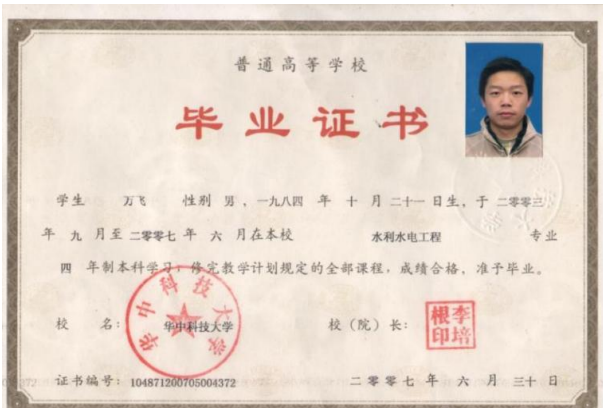 普通高等学校
毕业证书
学生 万飞 性别 男，一九八四 年 十 月 二十一 日生，于 二零零三
年 九 月至 二零零七 年 六 月在本校 水利水电工程 专业
四 年制本科学习，修完教学计划规定的全部课程，成绩合格，准予毕业。
华中科技大学
校 名： 华中科技大学 校（院）长： 李培根印
证书编号：104871200705004372 二零零七 年 六 月 三十 日